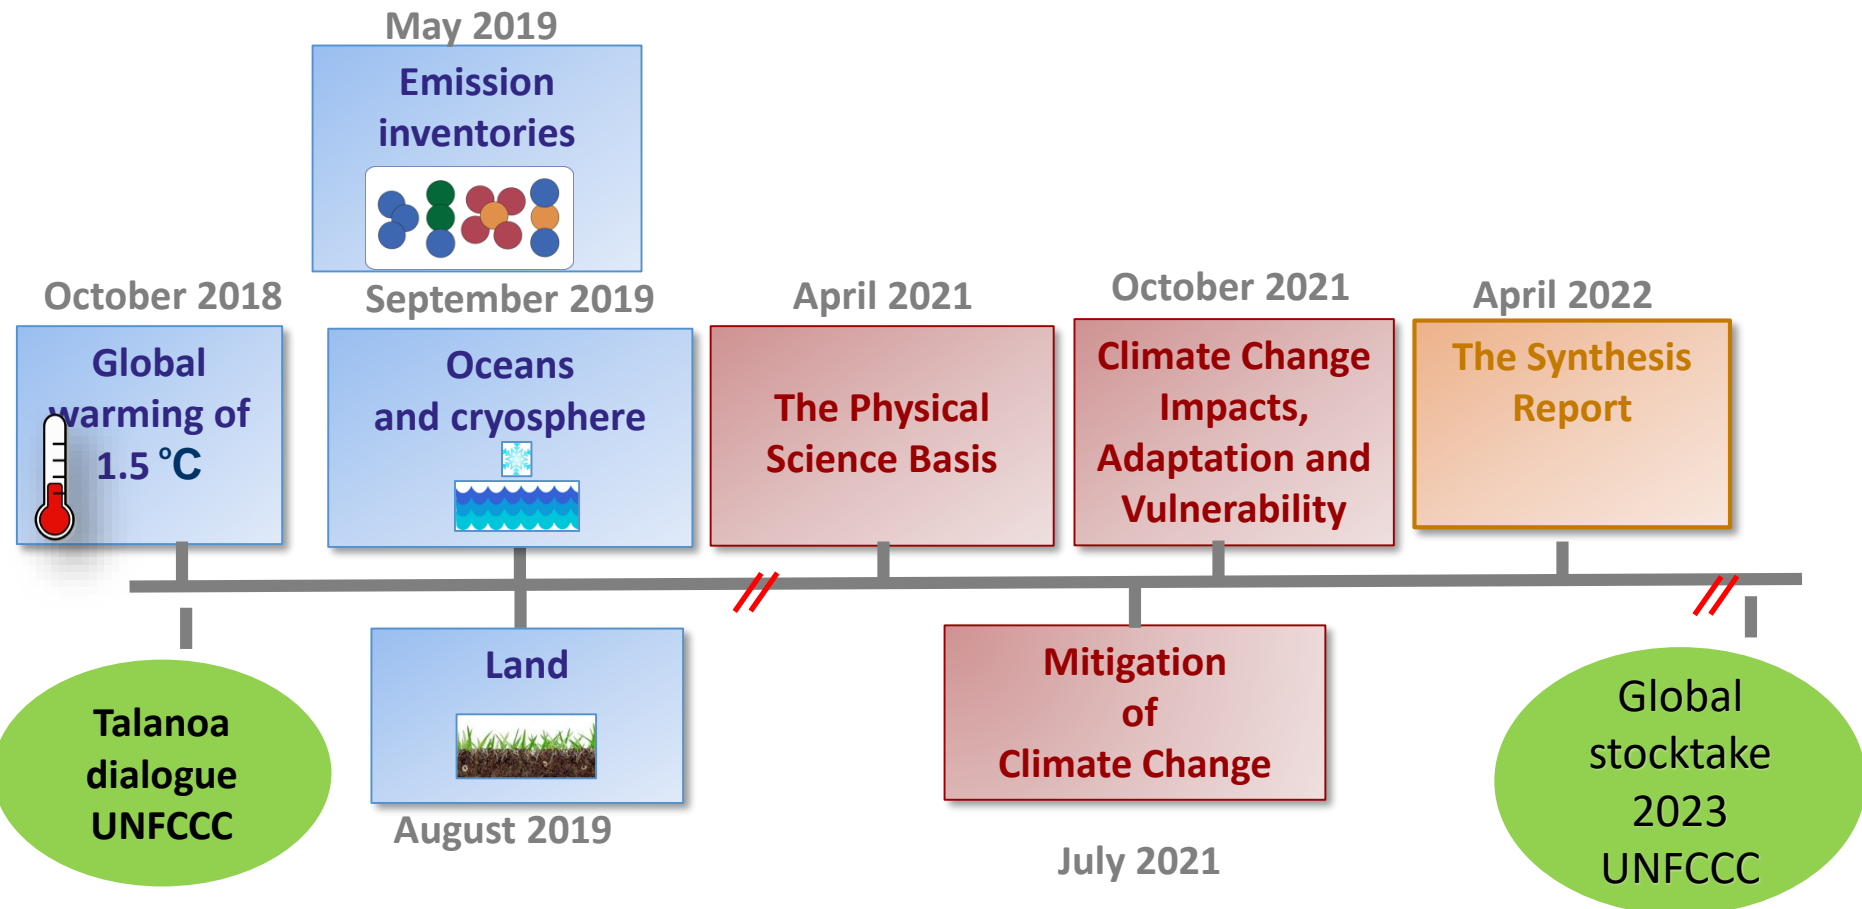 May 2019
Emission
inventories
October 2018
Global
warming of
1.5 °C
September 2019
Oceans
and cryosphere
April 2021
The Physical
Science Basis
October 2021
Climate Change
Impacts,
Adaptation and
Vulnerability
April 2022
The Synthesis
Report
Talanoa
dialogue
UNFCCC
Land
August 2019
Mitigation
of
Climate Change
July 2021
Global
stocktake
2023
UNFCCC